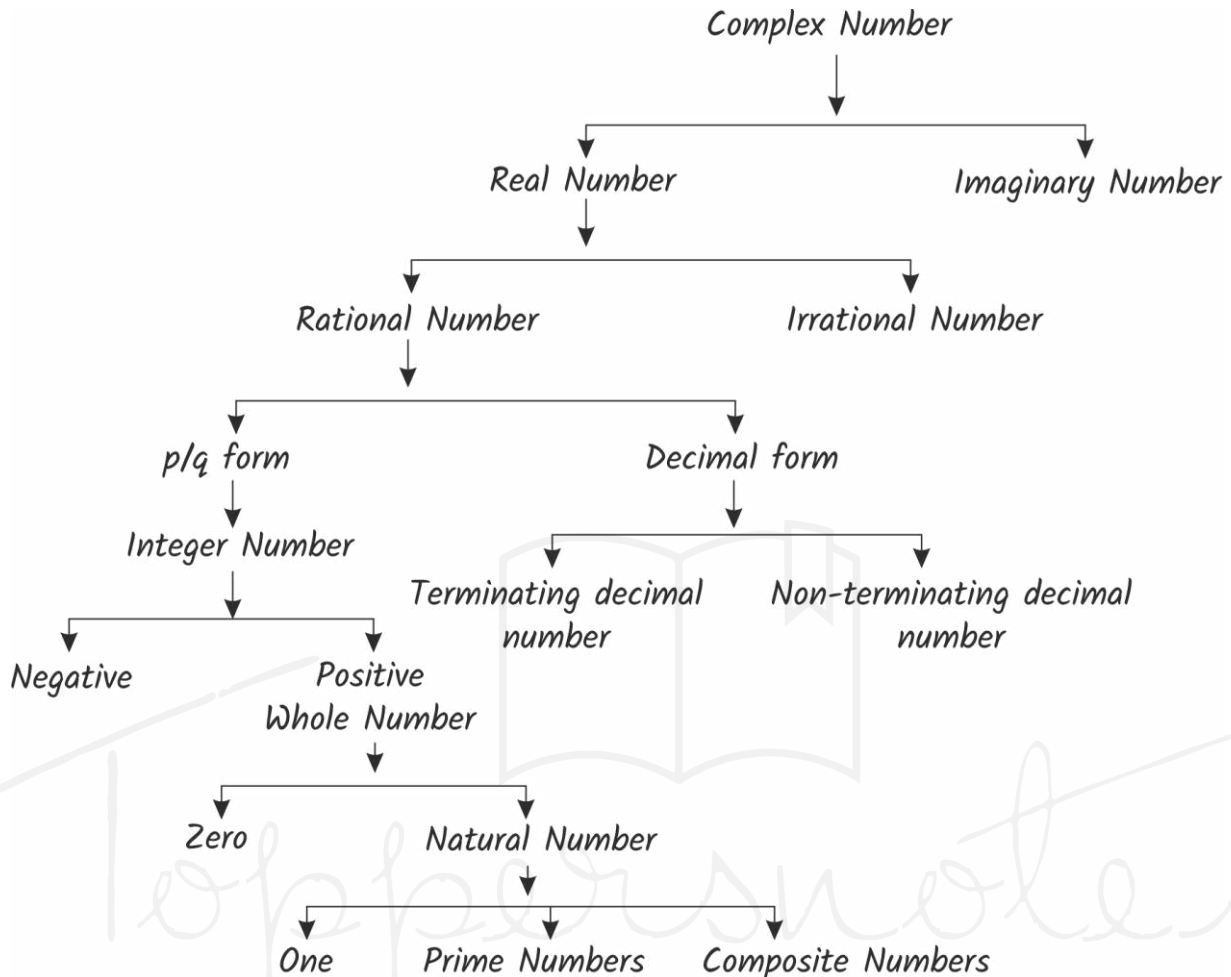 Complex Number
Real Number
Imaginary Number
Rational Number
Irrational Number
p/q form
Decimal form
Integer Number
Terminating decimal
number
Non-terminating decimal
number
Negative
Positive
Whole Number
Zero
Natural Number
One
Prime Numbers
Composite Numbers
Toppersnote